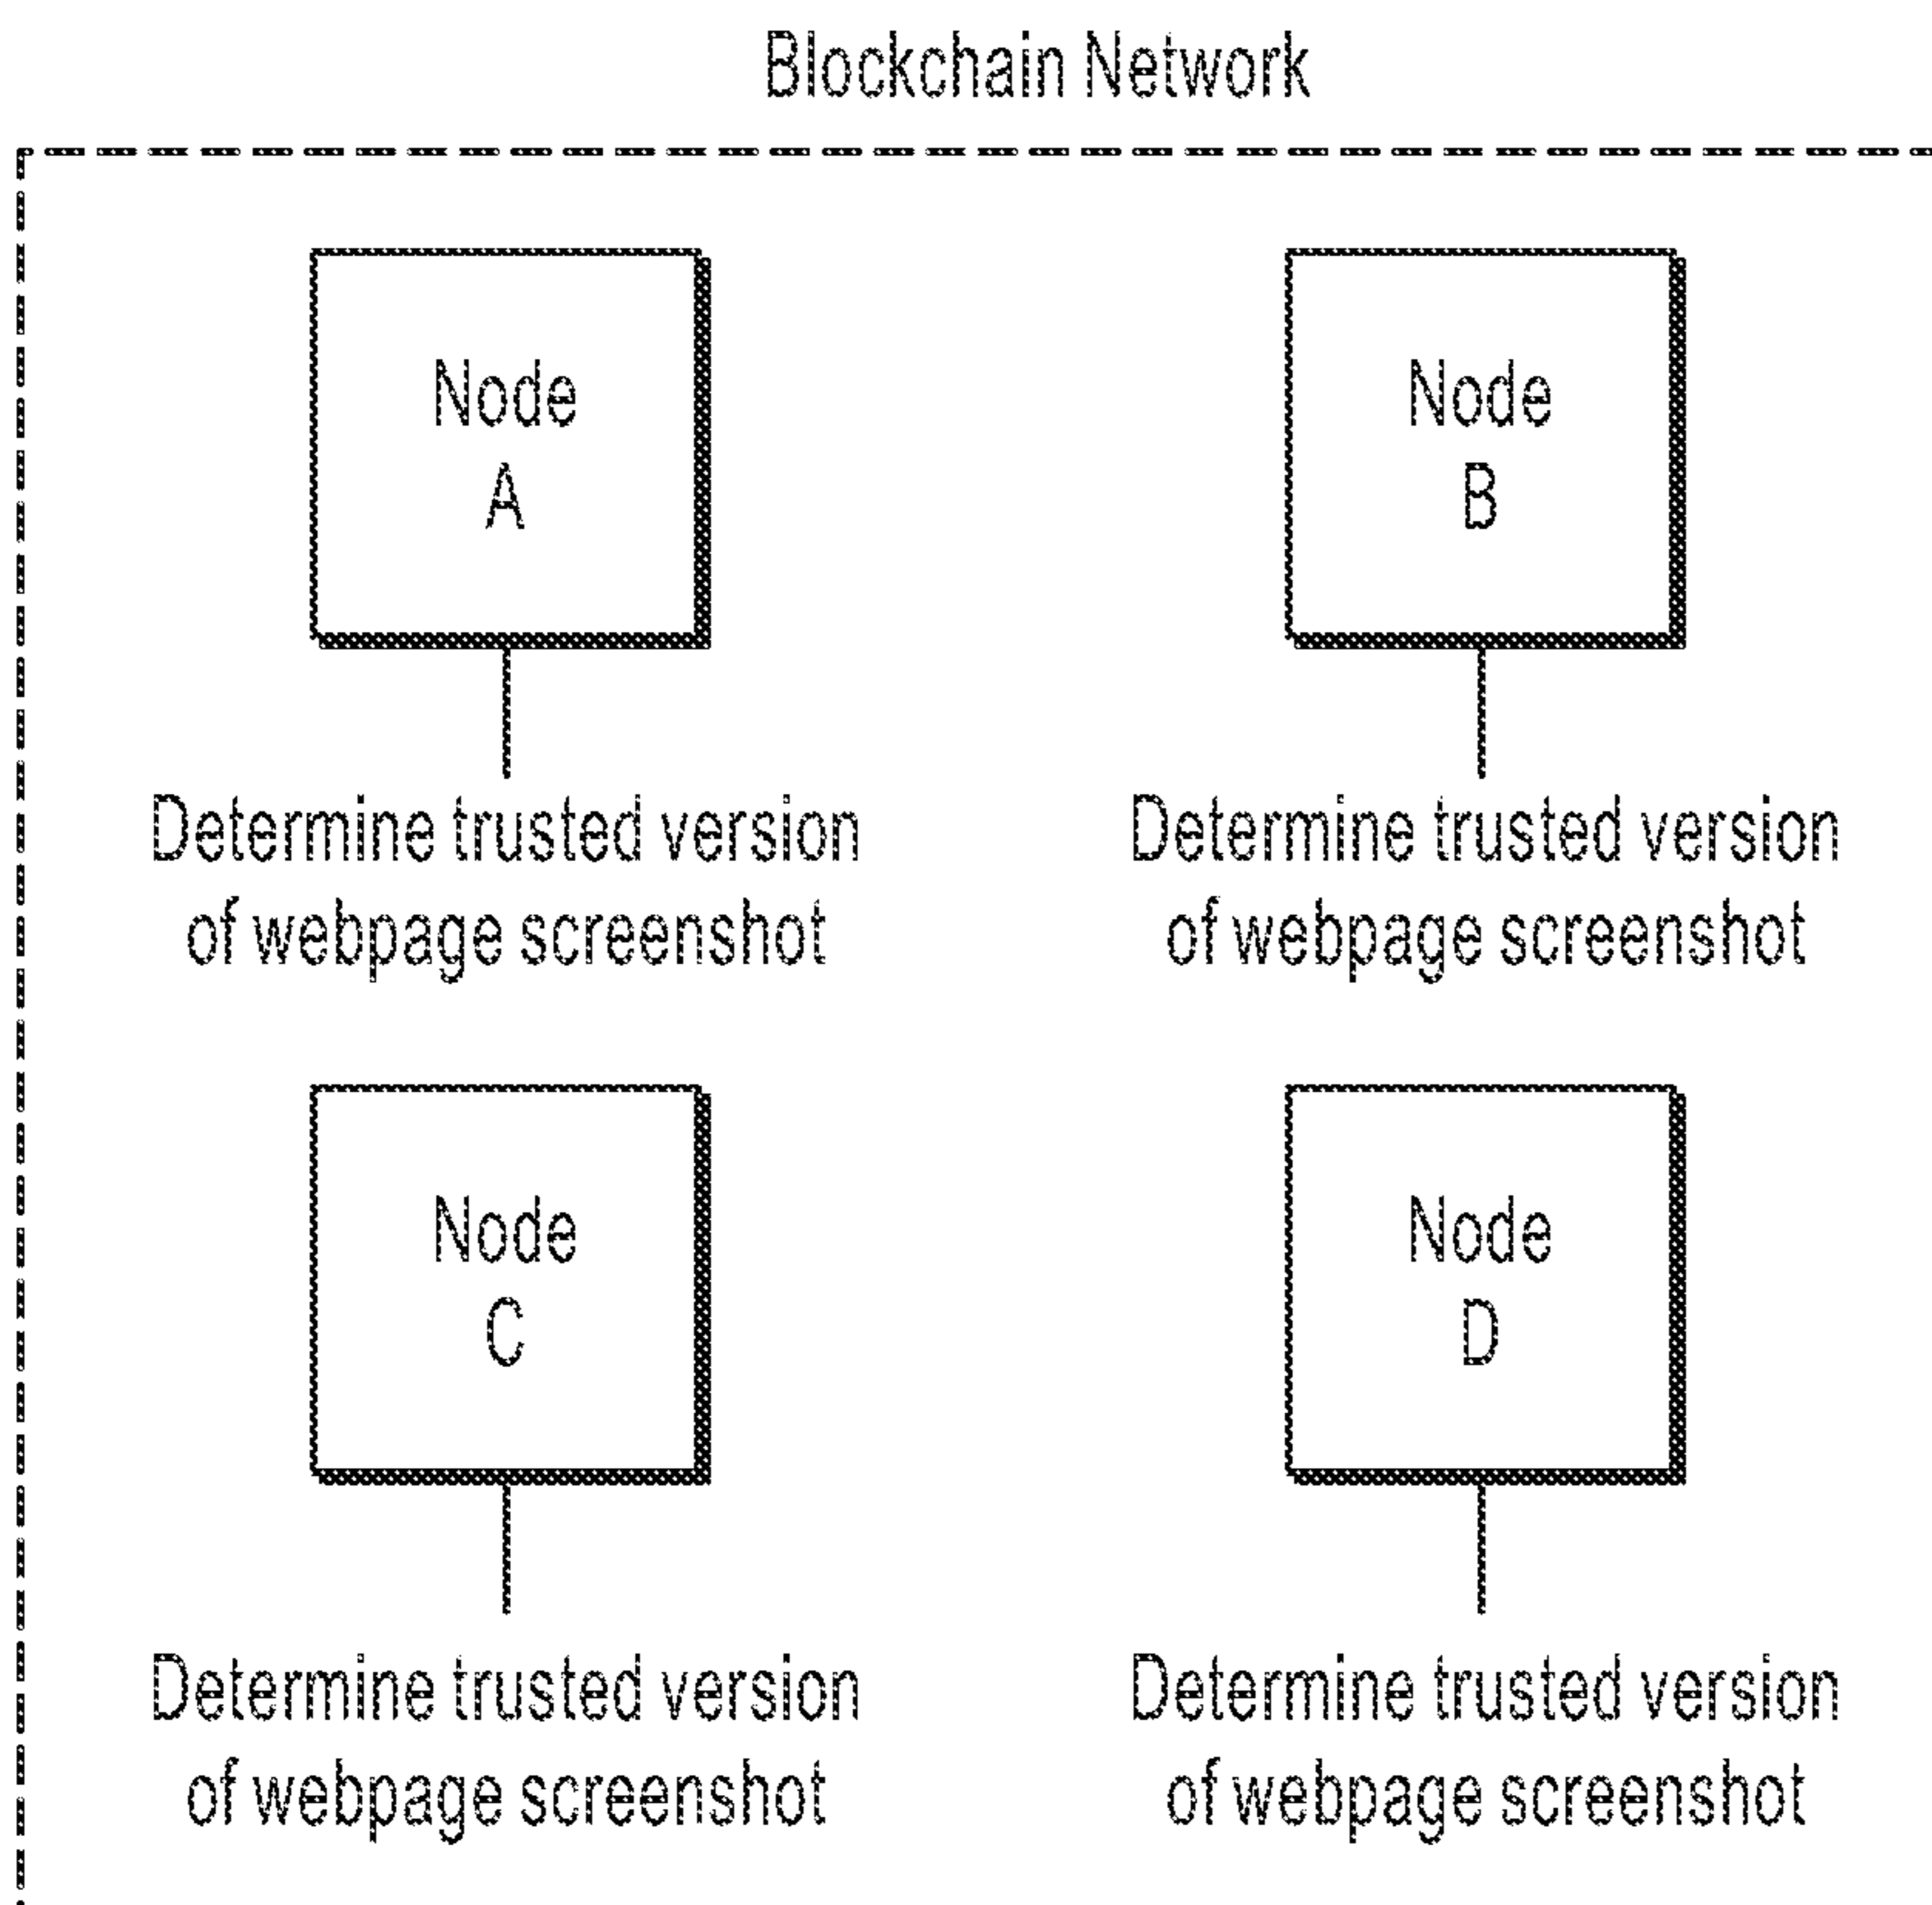 Blockchain Network
Node
A
Node
B
Determine trusted version
of webpage screenshot
Determine trusted version
of webpage screenshot
Node
C
Node
D
Determine trusted version
of webpage screenshot
Determine trusted version
of webpage screenshot